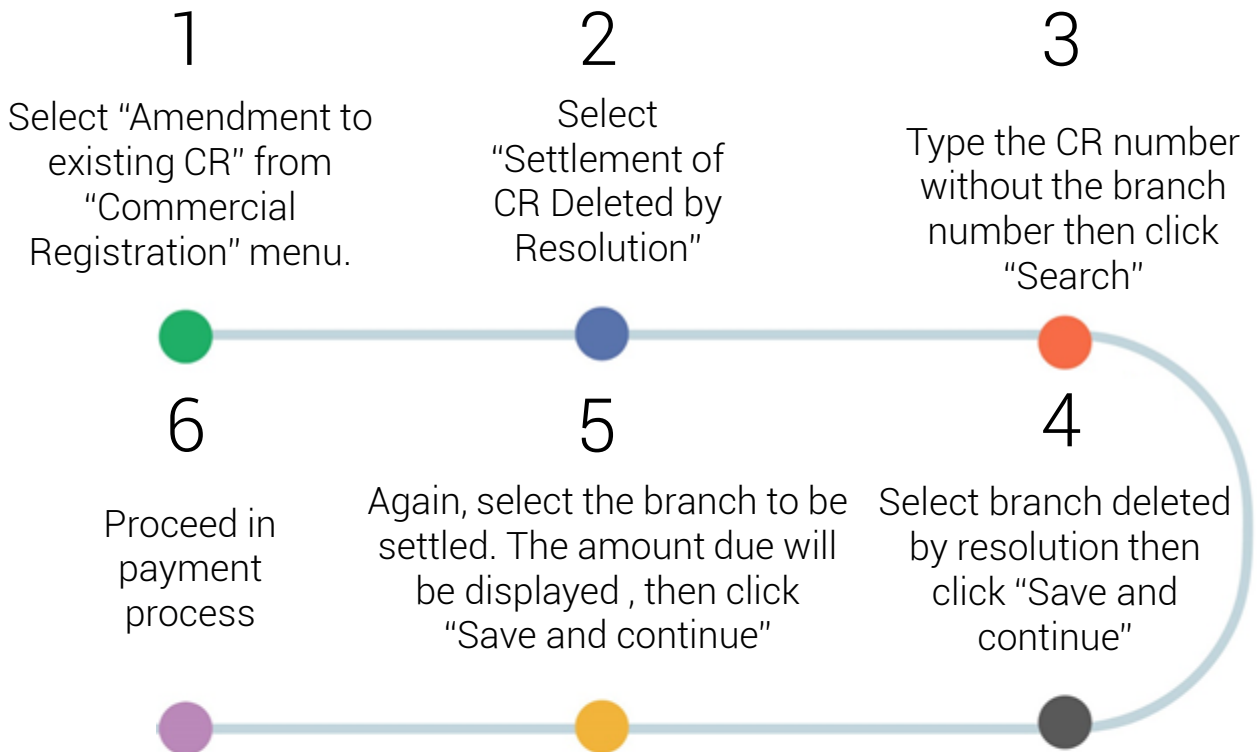 1
Select “Amendment to
existing CR” from
“Commercial
Registration” menu.
2
Select
“Settlement of
CR Deleted by
Resolution”
3
Type the CR number
without the branch
number then click
“Search”
4
Select branch deleted
by resolution then
click “Save and
continue”
5
Again, select the branch to be
settled. The amount due will
be displayed , then click
“Save and continue”
6
Proceed in
payment
process